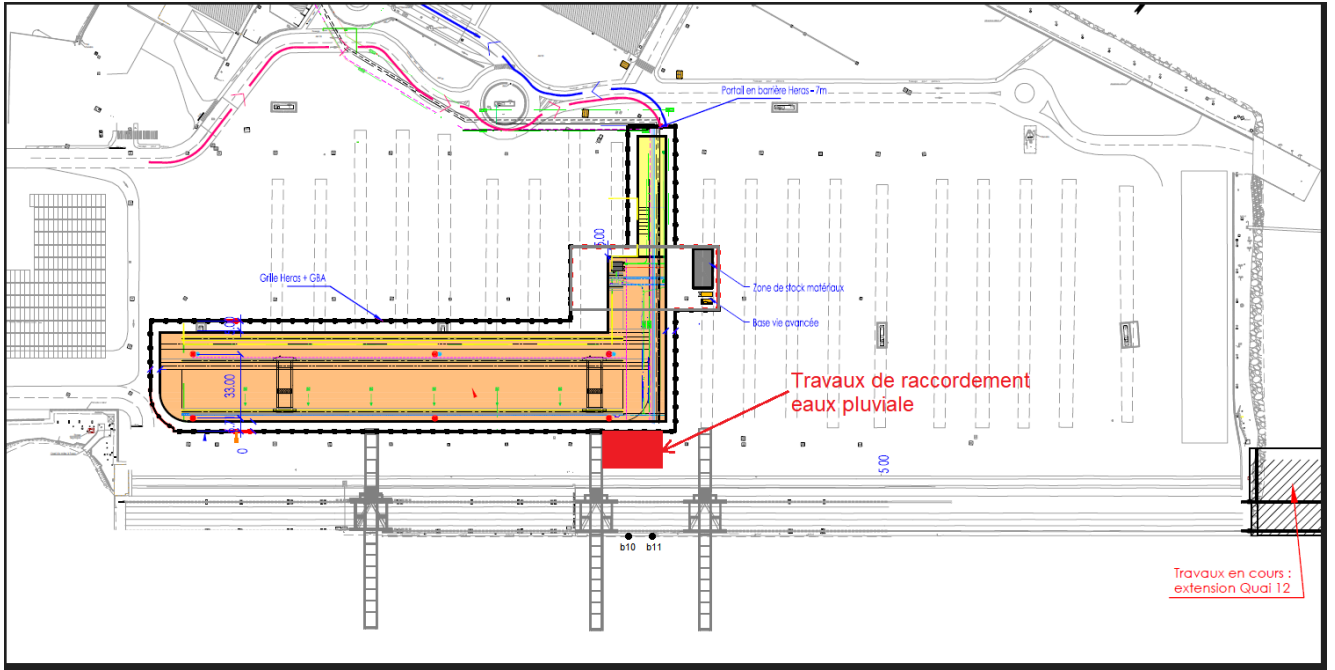 Portail en barrière Heras - 7m
5.00
Grille Heras + GBA
Zone de stock matériaux
Base vie avancée
Travaux de raccordement
eaux pluviale
33.00
0
5 00
b10 b11
Travaux en cours :
extension Quai 12